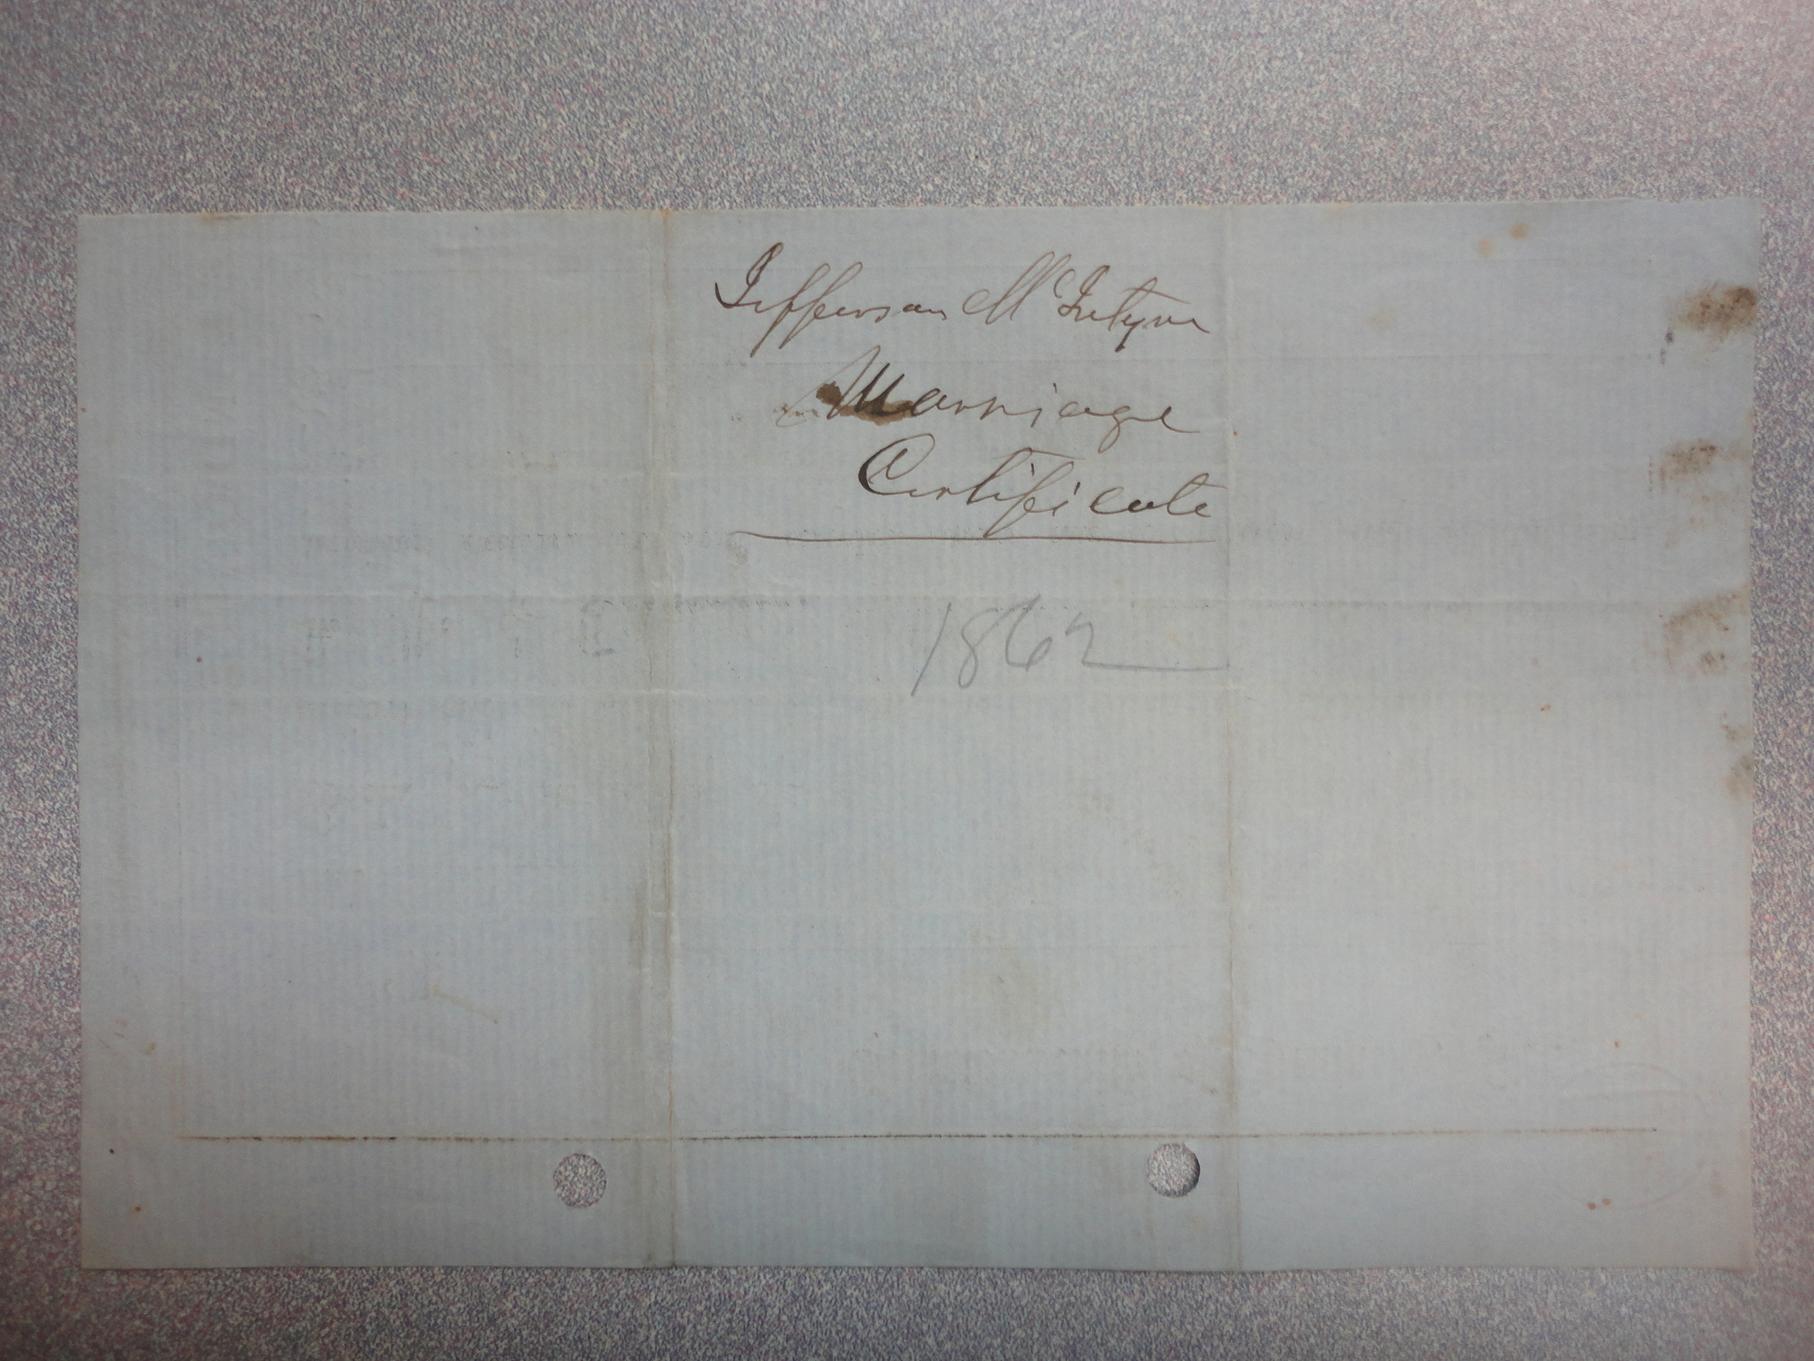 Jefferson McIntyre
Marriage
Certificate
1862